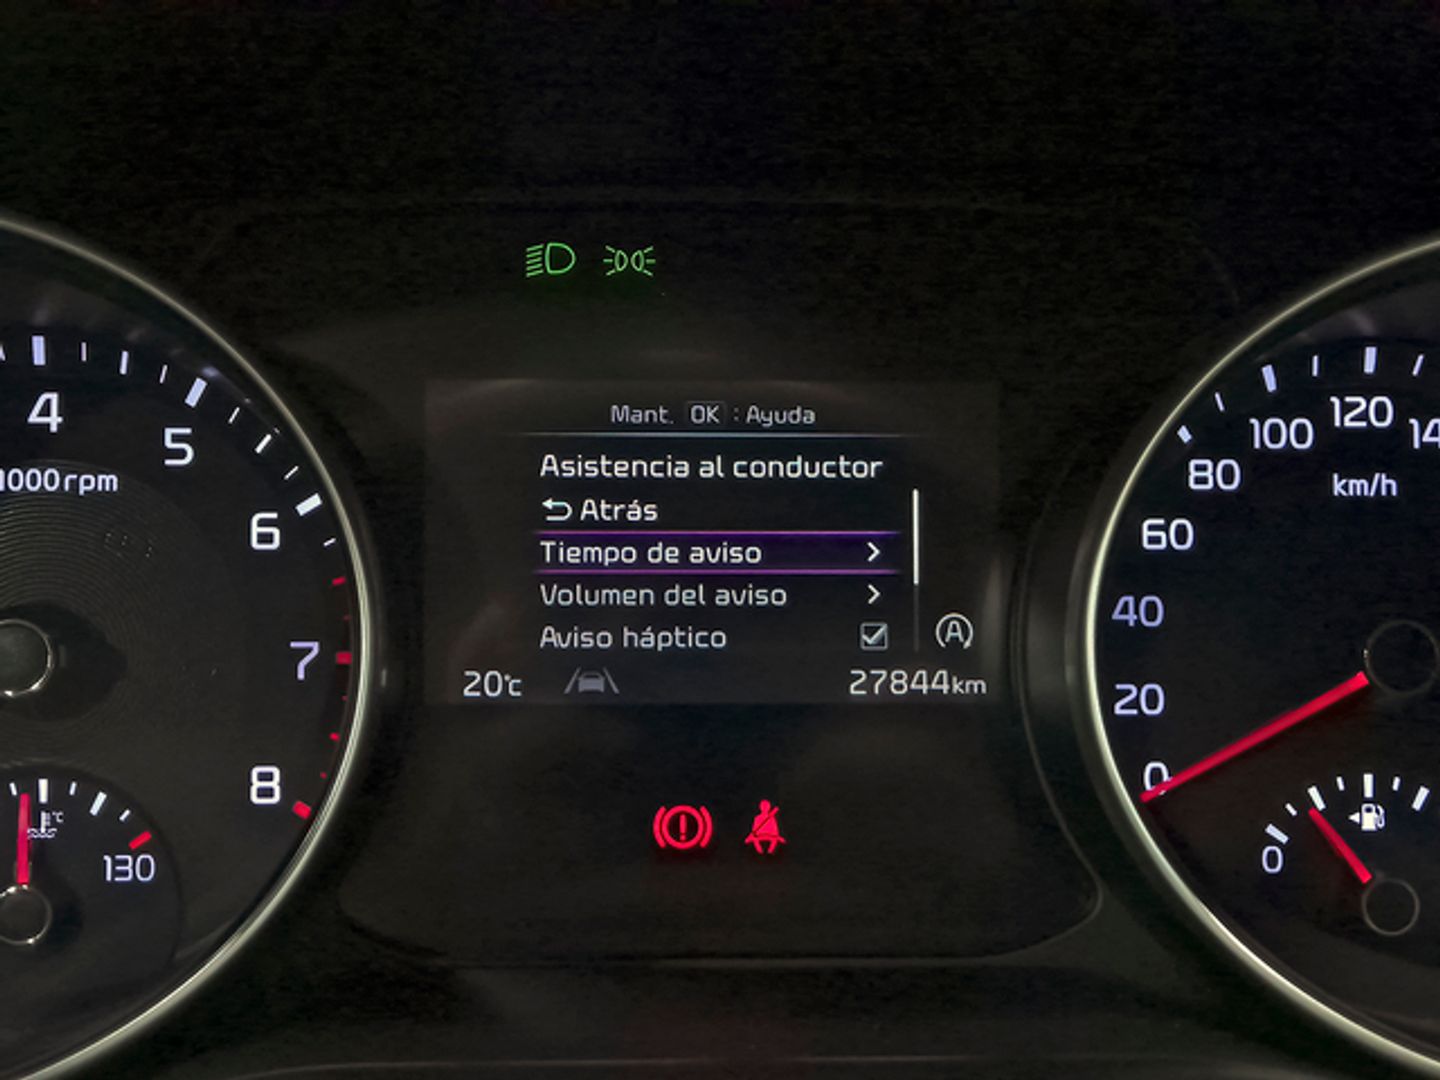 Mant. OK : Ayuda
Asistencia al conductor
Atrás
Tiempo de aviso
Volumen del aviso
Aviso háptico
A
20°c
27844km
4
5
6
7
8
1000rpm
130
°C
0
20
40
60
80
100
120
14
km/h
0